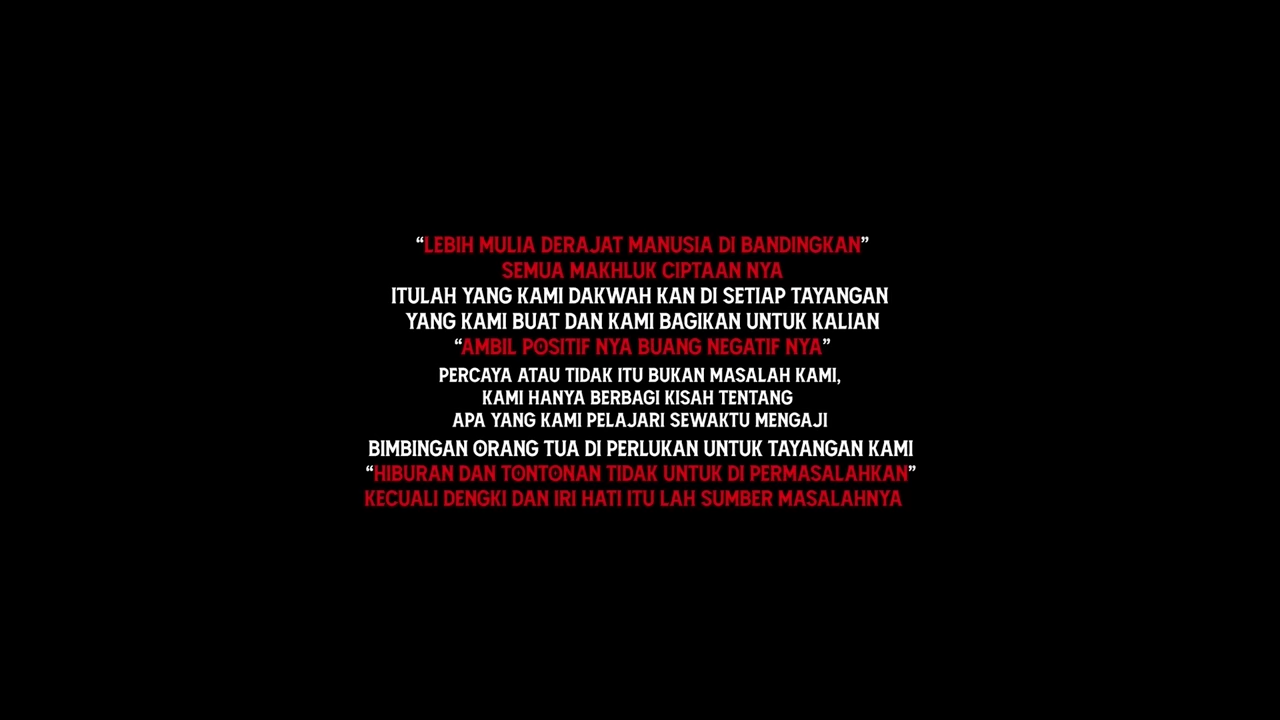 “LEBIH MULIA DERAJAT MANUSIA DI BANDINGKAN”
SEMUA MAKHLUK CIPTAAN NYA
ITULAH YANG KAMI DAKWAH KAN DI SETIAP TAYANGAN
YANG KAMI BUAT DAN KAMI BAGIKAN UNTUK KALIAN
“AMBIL POSITIF NYA BUANG NEGATIF NYA”
PERCAYA ATAU TIDAK ITU BUKAN MASALAH KAMI,
KAMI HANYA BERBAGI KISAH TENTANG
APA YANG KAMI PELAJARI SEWAKTU MENGAJI
BIMBINGAN ORANG TUA DI PERLUKAN UNTUK TAYANGAN KAMI
“HIBURAN DAN TONTONAN TIDAK UNTUK DI PERMASALAHKAN”
KECUALI DENGKI DAN IRI HATI ITU LAH SUMBER MASALAHNYA